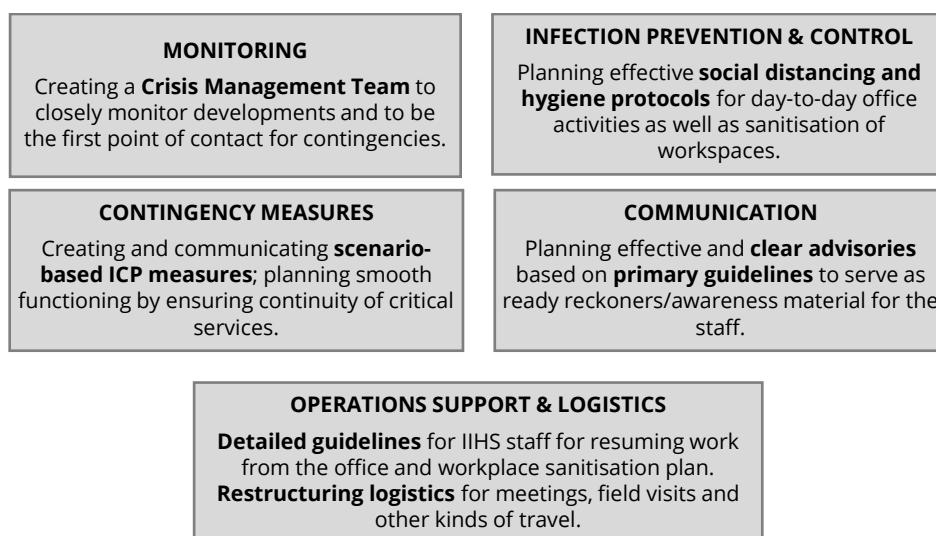 MONITORING
Creating a Crisis Management Team to
closely monitor developments and to be
the first point of contact for contingencies.
INFECTION PREVENTION & CONTROL
Planning effective social distancing and
hygiene protocols for day-to-day office
activities as well as sanitisation of
workspaces.
CONTINGENCY MEASURES
Creating and communicating scenario-
based ICP measures; planning smooth
functioning by ensuring continuity of critical
services.
COMMUNICATION
Planning effective and clear advisories
based on primary guidelines to serve as
ready reckoners/awareness material for the
staff.
OPERATIONS SUPPORT & LOGISTICS
Detailed guidelines for IIHS staff for resuming work
from the office and workplace sanitisation plan.
Restructuring logistics for meetings, field visits and
other kinds of travel.